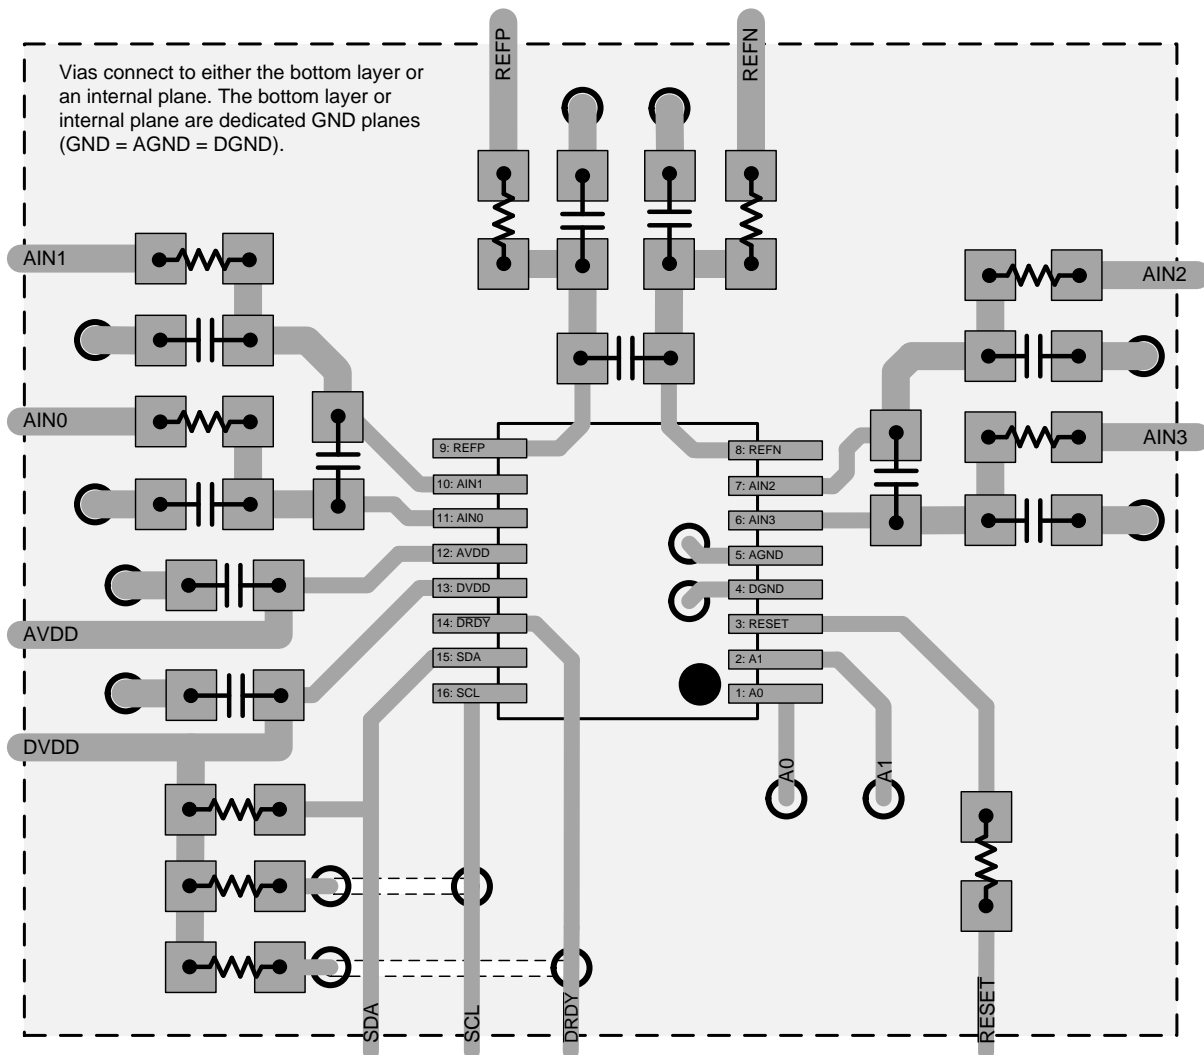 REFP
REFN
Vias connect to either the bottom layer or
an internal plane. The bottom layer or
internal plane are dedicated GND planes
(GND = AGND = DGND).
AIN1
AIN2
AIN0
AIN3
9: REFP
8: REFN
10: AIN1
7: AIN2
11: AIN0
6: AIN3
12: AVDD
5: AGND
13: DVDD
4: DGND
14: DRDY
3: RESET
15: SDA
2: A1
16: SCL
1: A0
AVDD
DVDD
A0
A1
SDA
SCL
DRDY
RESET